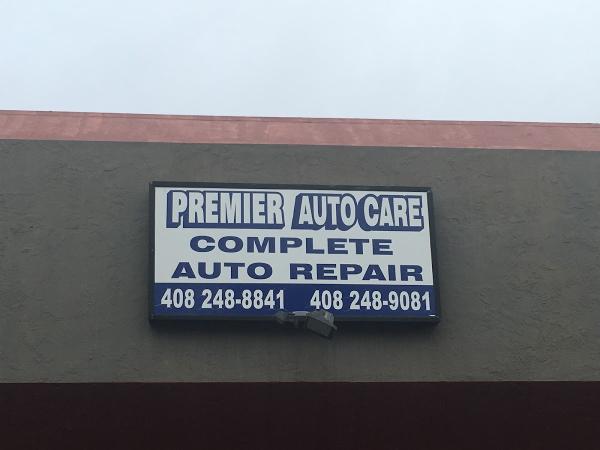 PREMIER AUTO CARE
COMPLETE
AUTO REPAIR
408 248-8841 408 248-9081